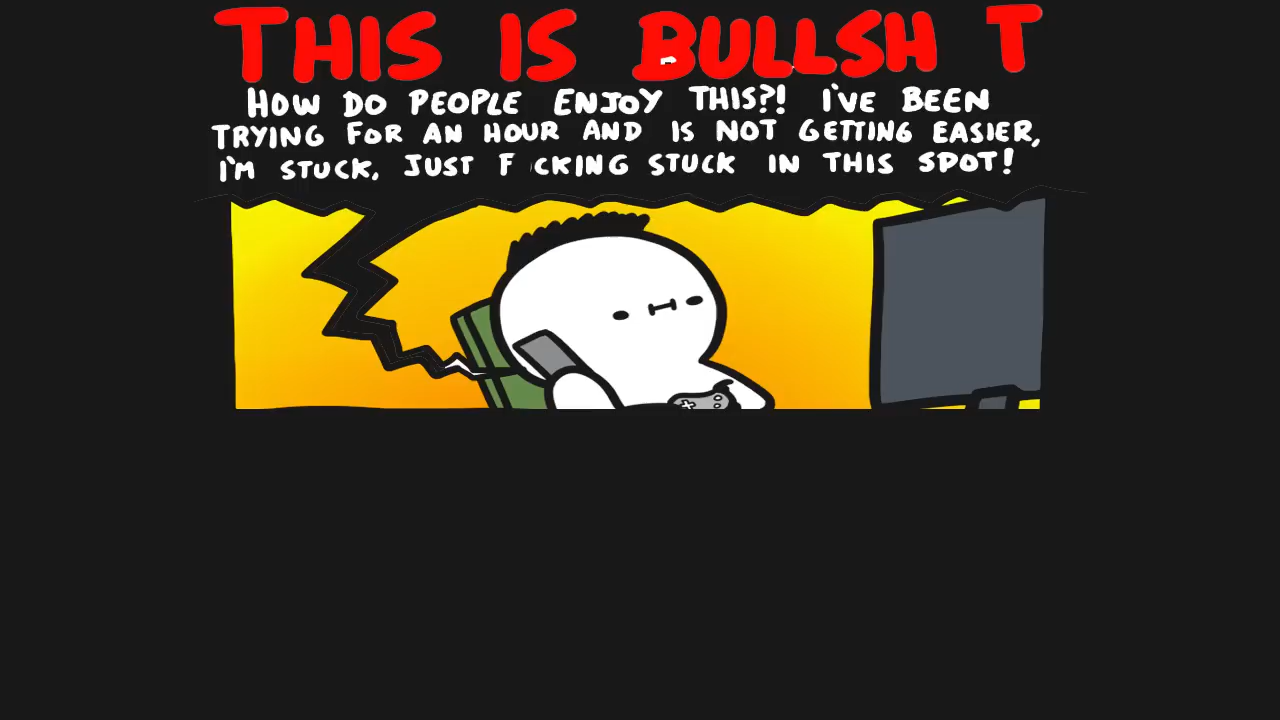 THIS IS BULLSH T
HOW DO PEOPLE ENJOY THIS?! I'VE BEEN
TRYING FOR AN HOUR AND IS NOT GETTING EASIER,
I'M STUCK, JUST F CKING STUCK IN THIS SPOT!